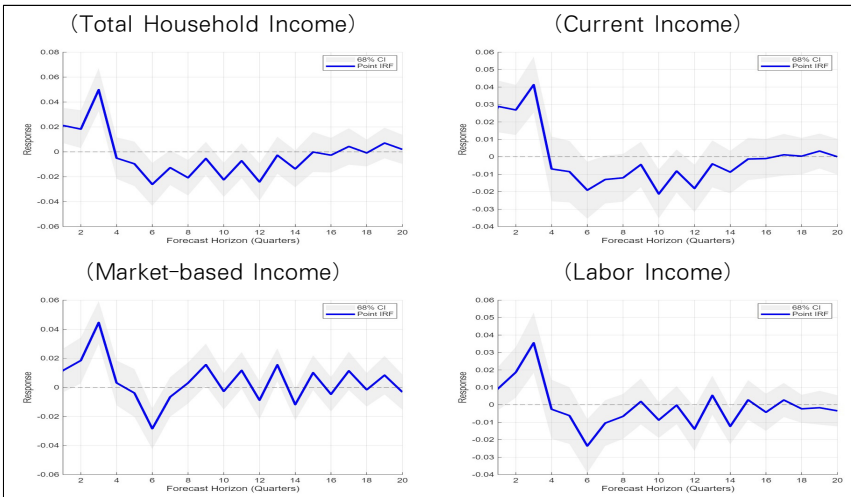 (Total Household Income)
0.08
0.06
0.04
0.02
0
-0.02
-0.04
-0.06
Response
68% CI
Point IRF
2 4 6 8 10 12 14 16 18 20
Forecast Horizon (Quarters)
(Current Income)
0.06
0.05
0.04
0.03
0.02
0.01
0
-0.01
-0.02
-0.03
-0.04
Response
68% CI
Point IRF
2 4 6 8 10 12 14 16 18 20
Forecast Horizon (Quarters)
(Market-based Income)
0.06
0.04
0.02
0
-0.02
-0.04
-0.06
Response
68% CI
Point IRF
2 4 6 8 10 12 14 16 18 20
Forecast Horizon (Quarters)
(Labor Income)
0.06
0.05
0.04
0.03
0.02
0.01
0
-0.01
-0.02
-0.03
-0.04
Response
68% CI
Point IRF
2 4 6 8 10 12 14 16 18 20
Forecast Horizon (Quarters)